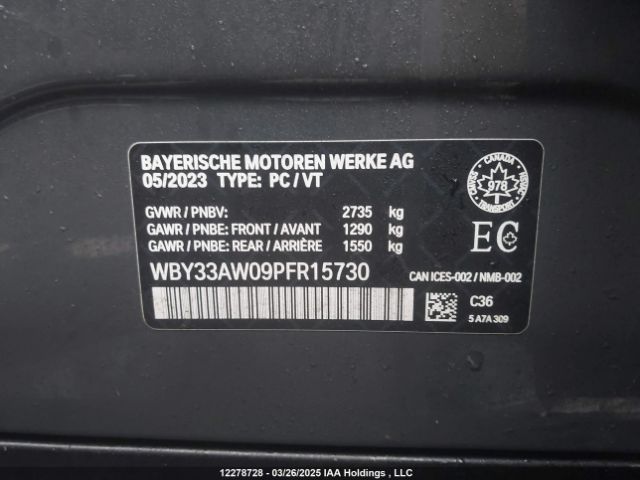 BAYERISCHE MOTOREN WERKE AG
05/2023 TYPE: PC / VT
GVWR / PNBV: 2735 kg
GAWR / PNBE: FRONT / AVANT 1290 kg
GAWR / PNBE: REAR / ARRIÈRE 1550 kg
WBY33AW09PFR15730
CANADA
978
TRANSPORT
EC
CAN ICES-002 / NMB-002
C36
5 A7A 309
12278728 - 03/26/2025 IAA Holdings , LLC